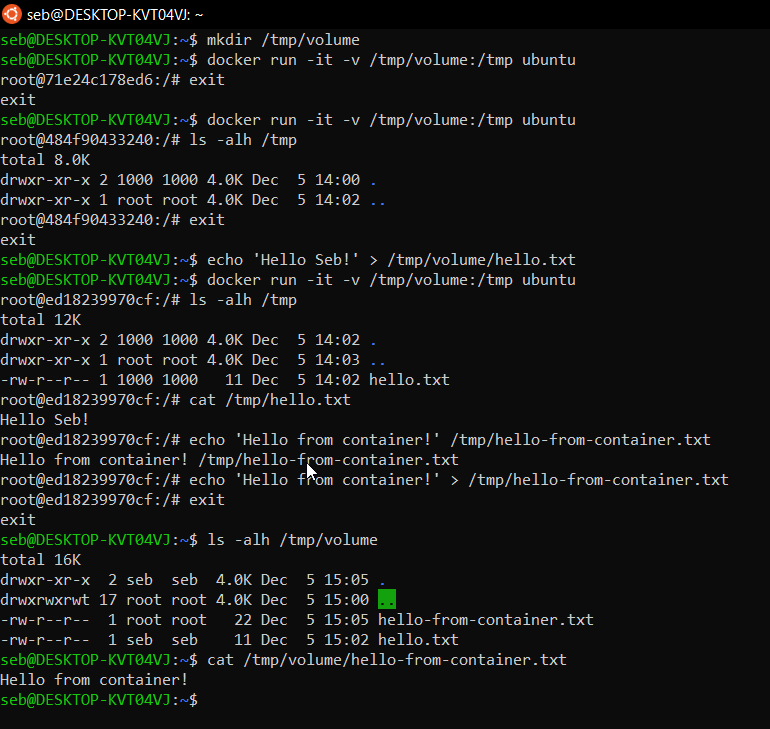 seb@DESKTOP-KVT04VJ: ~
seb@DESKTOP-KVT04VJ:~$ mkdir /tmp/volume
seb@DESKTOP-KVT04VJ:~$ docker run -it -v /tmp/volume:/tmp ubuntu
root@71e24c178ed6:/# exit
exit
seb@DESKTOP-KVT04VJ:~$ docker run -it -v /tmp/volume:/tmp ubuntu
root@484f90433240:/# ls -alh /tmp
total 8.0K
drwxr-xr-x 2 1000 1000 4.0K Dec  5 14:00 .
drwxr-xr-x 1 root root 4.0K Dec  5 14:02 ..
root@484f90433240:/# exit
exit
seb@DESKTOP-KVT04VJ:~$ echo 'Hello Seb!' > /tmp/volume/hello.txt
seb@DESKTOP-KVT04VJ:~$ docker run -it -v /tmp/volume:/tmp ubuntu
root@ed18239970cf:/# ls -alh /tmp
total 12K
drwxr-xr-x 2 1000 1000 4.0K Dec  5 14:02 .
drwxr-xr-x 1 root root 4.0K Dec  5 14:03 ..
-rw-r--r-- 1 1000 1000   11 Dec  5 14:02 hello.txt
root@ed18239970cf:/# cat /tmp/hello.txt
Hello Seb!
root@ed18239970cf:/# echo 'Hello from container!' /tmp/hello-from-container.txt
Hello from container! /tmp/hello-from-container.txt
root@ed18239970cf:/# echo 'Hello from container!' > /tmp/hello-from-container.txt
root@ed18239970cf:/# exit
exit
seb@DESKTOP-KVT04VJ:~$ ls -alh /tmp/volume
total 16K
drwxr-xr-x  2 seb  seb  4.0K Dec  5 15:05 .
drwxrwxrwt 17 root root 4.0K Dec  5 15:00 ..
-rw-r--r--  1 root root   22 Dec  5 15:05 hello-from-container.txt
-rw-r--r--  1 seb  seb    11 Dec  5 15:02 hello.txt
seb@DESKTOP-KVT04VJ:~$ cat /tmp/volume/hello-from-container.txt
Hello from container!
seb@DESKTOP-KVT04VJ:~$